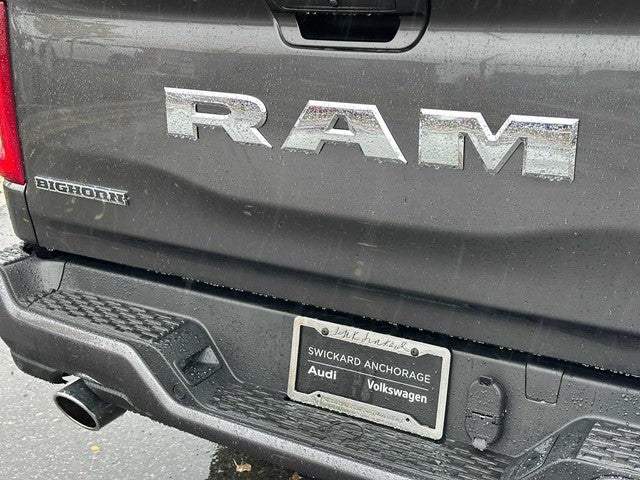 RAM
BIGHORN
SWICKARD ANCHORAGE
Audi
Volkswagen